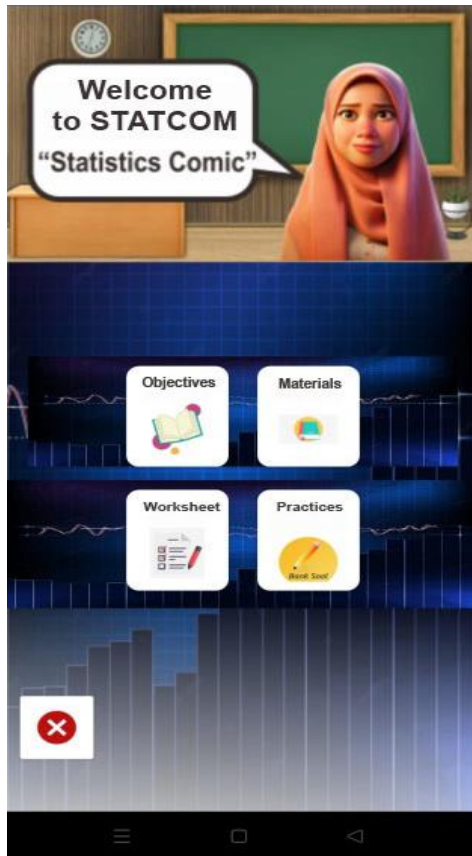 Welcome
to STATCOM
“Statistics Comic”
Objectives
Materials
Worksheet
Practices
Bank Soal